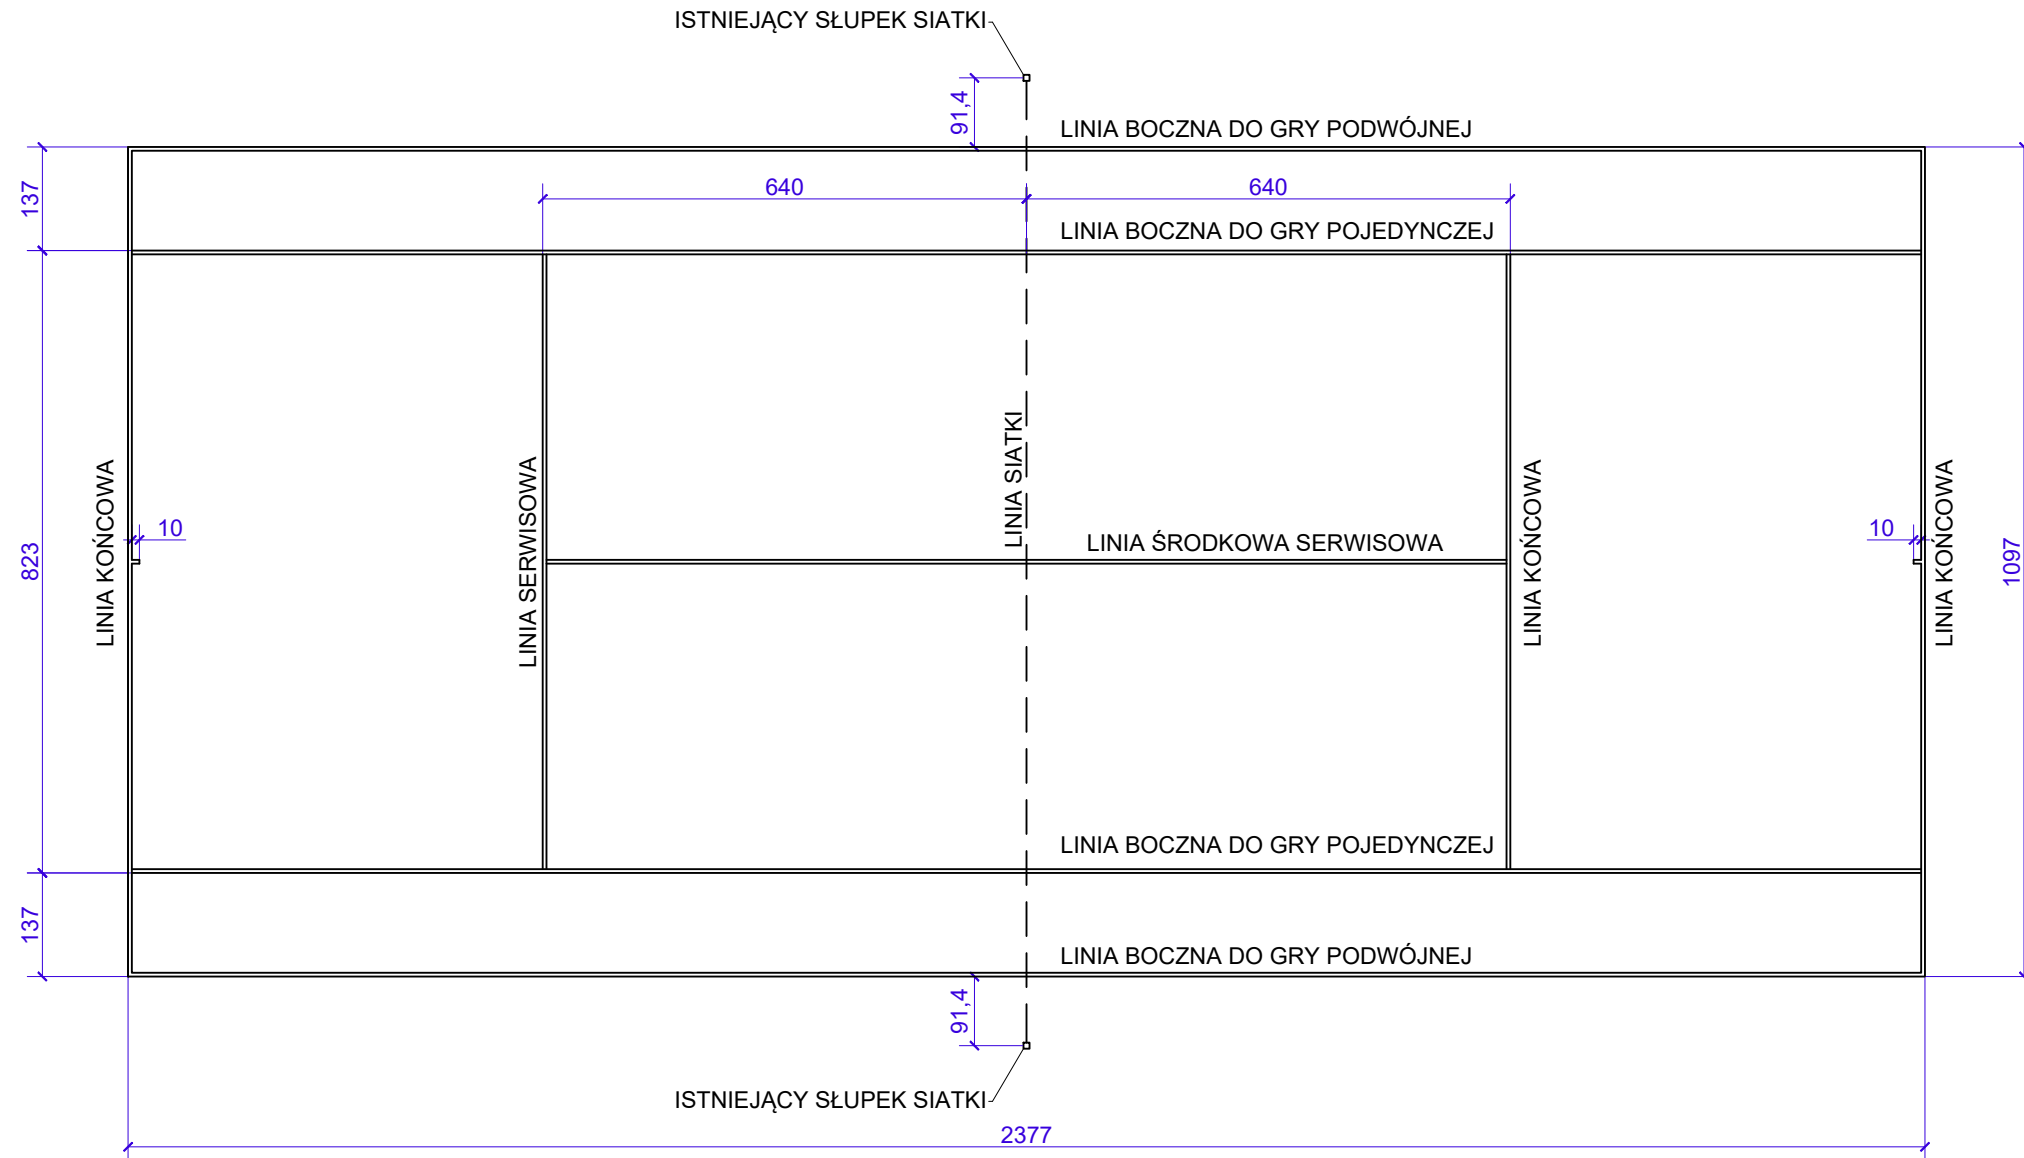 ISTNIEJĄCY SŁUPEK SIATKI
91,4
LINIA BOCZNA DO GRY PODWÓJNEJ
137
640
640
LINIA BOCZNA DO GRY POJEDYNCZEJ
LINIA KOŃCOWA
LINIA SERWISOWA
LINIA SIATKI
LINIA KOŃCOWA
LINIA KOŃCOWA
10
10
823
LINIA ŚRODKOWA SERWISOWA
1097
LINIA BOCZNA DO GRY POJEDYNCZEJ
137
LINIA BOCZNA DO GRY PODWÓJNEJ
91,4
ISTNIEJĄCY SŁUPEK SIATKI
2377